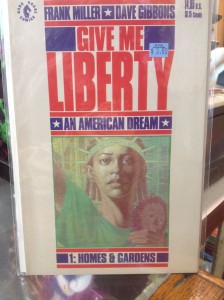 FRANK MILLER • DAVE GIBBONS
GIVE ME
LIBERTY
★ AN AMERICAN DREAM ★
1: HOMES & GARDENS